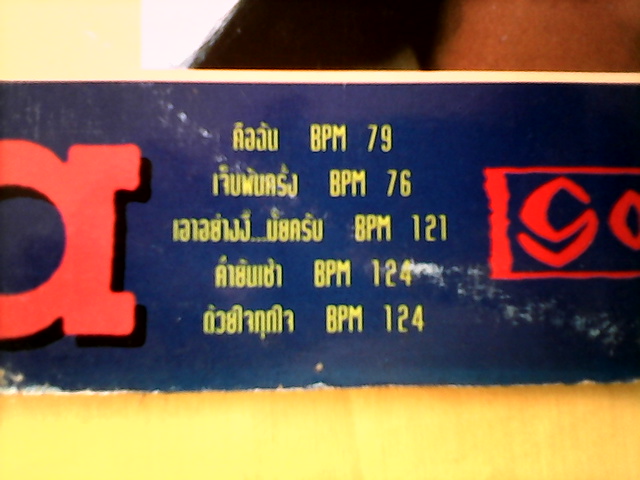 คือฉัน BPM 79
เจ็บพันครั้ง BPM 76
เอาอย่างงี้...มั้ยครับ BPM 121
ค่ำยันเช้า BPM 124
ด้วยใจทุกใจ BPM 124